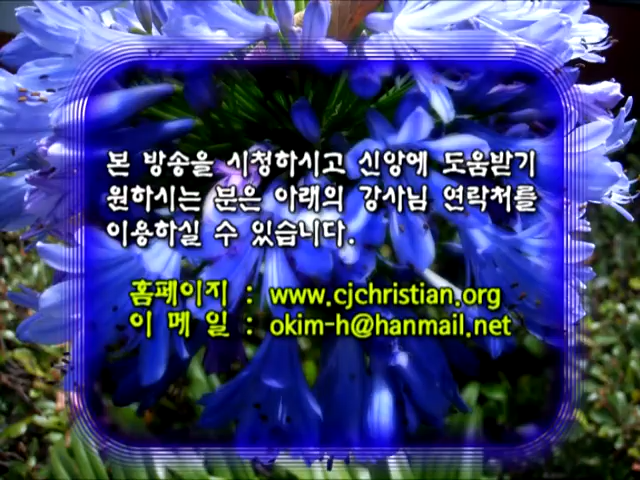 본 방송을 시청하시고 신앙에 도움받기
원하시는 분은 아래의 강사님 연락처를
이용하실 수 있습니다.
홈페이지 : www.cjchristian.org
이 메 일 : okim-h@hanmail.net